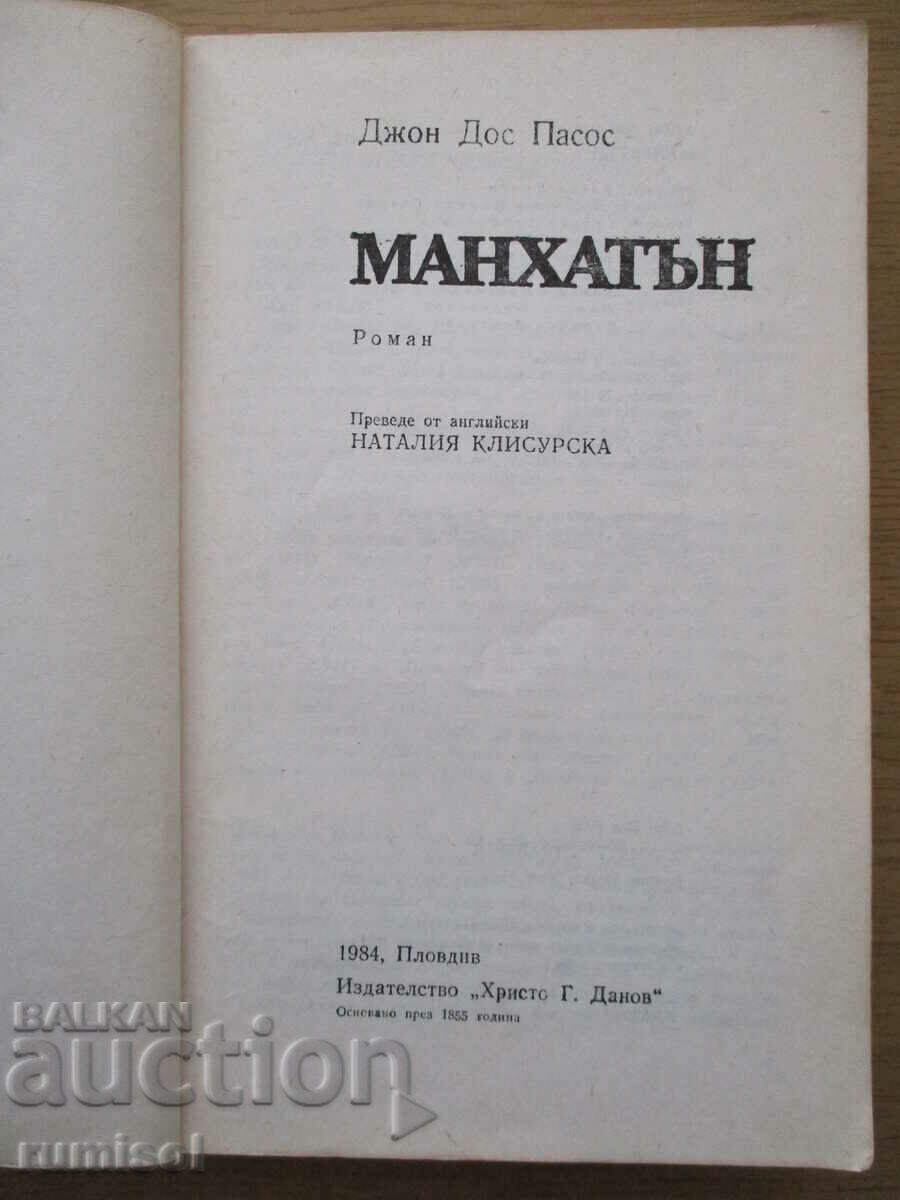 Джон Дос Пасос
МАНХАТЪН
Роман
Преведе от английски
НАТАЛИЯ КЛИСУРСКА
1984, Пловдив
Издателство „Христо Г. Данов“
Основано през 1855 година
BALKAN
auction
rumisol